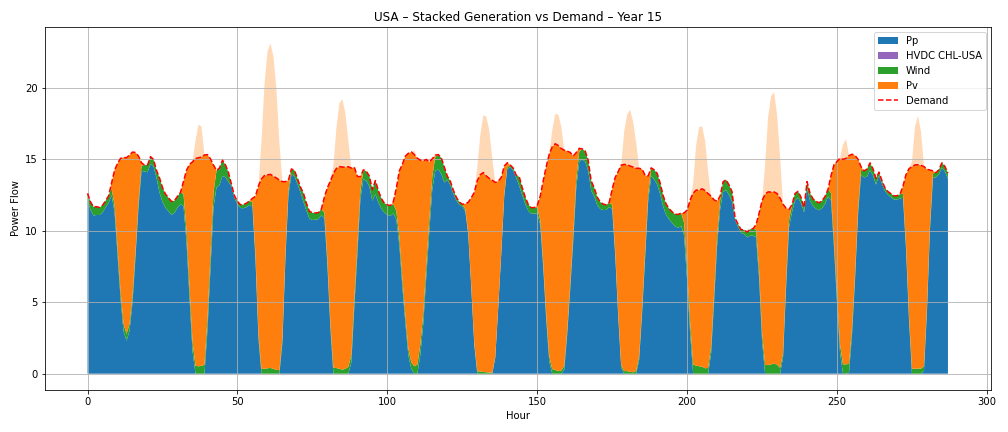 USA – Stacked Generation vs Demand – Year 15
Power Flow
20
15
10
5
0
0 50 100 150 200 250 300
Hour
Pp
HVDC CHL-USA
Wind
Pv
Demand